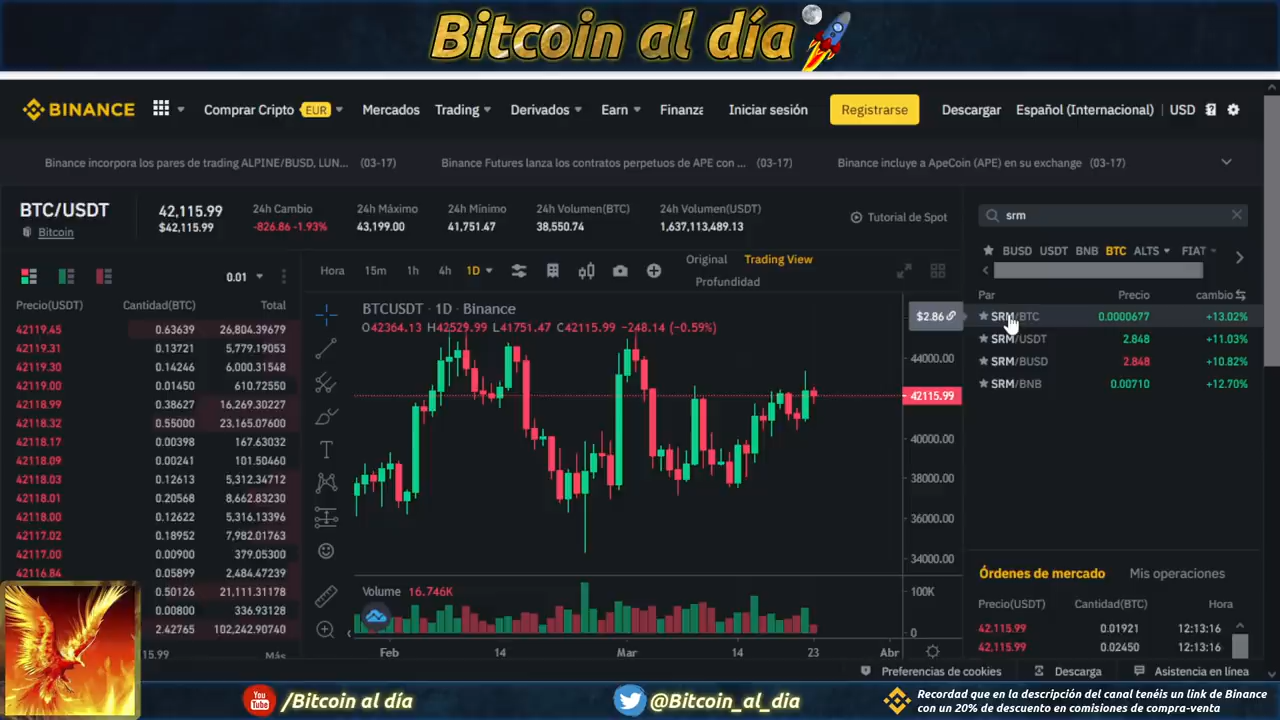 Bitcoin al día
BINANCE
Comprar Cripto EUR
Mercados
Trading
Derivados
Earn
Finanza
Iniciar sesión
Registrarse
Descargar
Español (Internacional)
USD
Binance incorpora los pares de trading ALPINE/BUSD, LUN... (03-17)
Binance Futures lanza los contratos perpetuos de APE con ... (03-17)
Binance incluye a ApeCoin (APE) en su exchange (03-17)
BTC/USDT
Bitcoin
42,115.99
$42,115.99
24h Cambio
-826.86 -1.93%
24h Máximo
43,199.00
24h Mínimo
41,751.47
24h Volumen(BTC)
38,550.74
24h Volumen(USDT)
1,637,113,489.13
Tutorial de Spot
srm
BUSD USDT BNB BTC ALTS FIAT
0.01
Precio(USDT) Cantidad(BTC) Total
42119.45 0.63639 26,804.39679
42119.31 0.13721 5,779.19053
42119.30 0.14246 6,000.31548
42119.00 0.01450 610.72550
42118.99 0.38627 16,269.30227
42118.32 0.55000 23,165.07600
42118.17 0.00398 167.63032
42118.09 0.00241 101.50460
42118.03 0.12613 5,312.34712
42118.01 0.20568 8,662.83230
42118.00 0.12622 5,316.13396
42117.02 0.18952 7,982.01763
42117.00 0.00900 379.05300
42116.84 0.05899 2,484.47239
0.50126 21,111.31178
0.00800 336.93128
2.42765 102,242.90740
15.99
Más
Hora 15m 1h 4h 1D
Original
Trading View
Profundidad
BTCUSDT · 1D · Binance
O42364.13 H42529.99 L41751.47 C42115.99 -248.14 (-0.59%)
$2.86
44000.00
42115.99
40000.00
38000.00
36000.00
34000.00
Volume 16.746K
100K
0
Feb 14 Mar 14 23 Abr
Par Precio cambio
SRM/BTC 0.0000677 +13.02%
SRM/USDT 2.848 +11.03%
SRM/BUSD 2.848 +10.82%
SRM/BNB 0.00710 +12.70%
Órdenes de mercado
Mis operaciones
Precio(USDT) Cantidad(BTC) Hora
42,115.99 0.01921 12:13:16
42,115.99 0.02450 12:13:16
Preferencias de cookies
Descarga
Asistencia en línea
You Tube
/Bitcoin al día
@Bitcoin_al_dia
Recordad que en la descripción del canal tenéis un link de Binance
con un 20% de descuento en comisiones de compra-venta